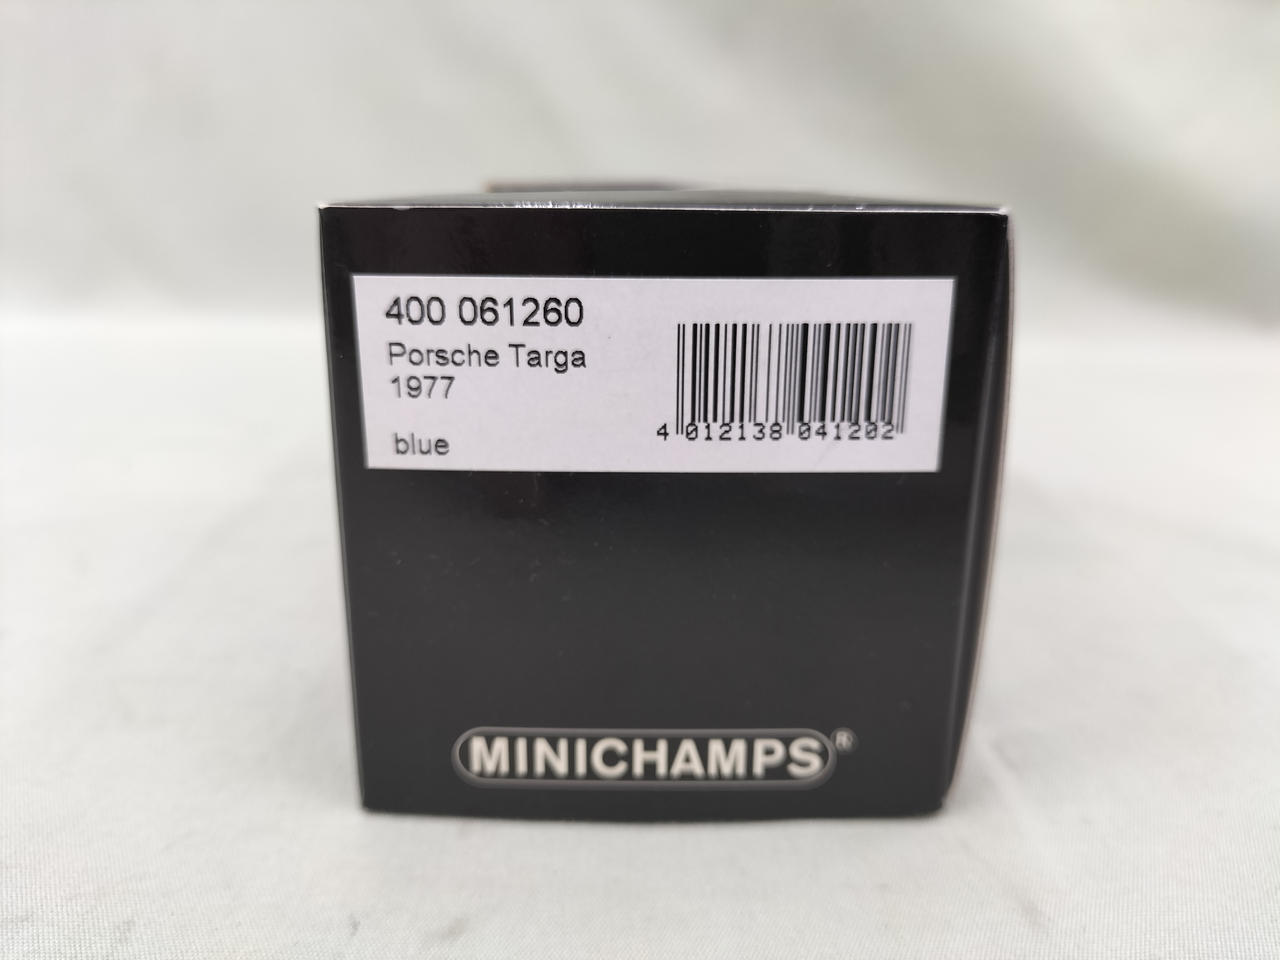 400 061260
Porsche Targa
1977
blue
4 012138 041202
MINICHAMPS®